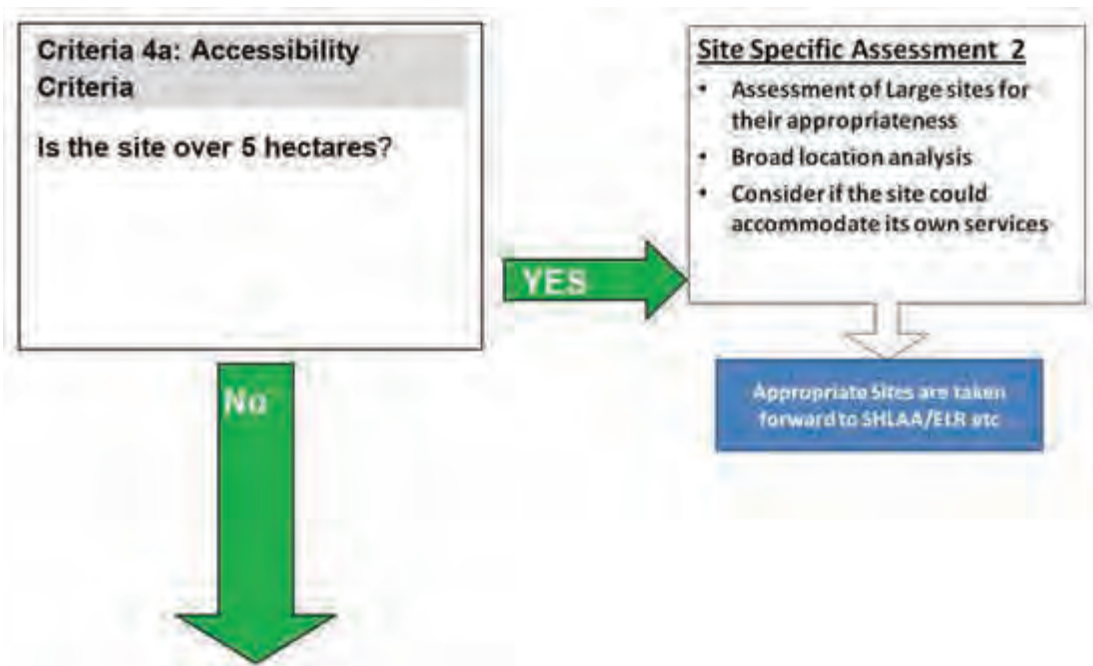 Criteria 4a: Accessibility
Criteria
Is the site over 5 hectares?
YES
No
Site Specific Assessment 2
• Assessment of Large sites for
their appropriateness
• Broad location analysis
• Consider if the site could
accommodate its own services
Appropriate Sites are taken
forward to SHLAA/ELR etc